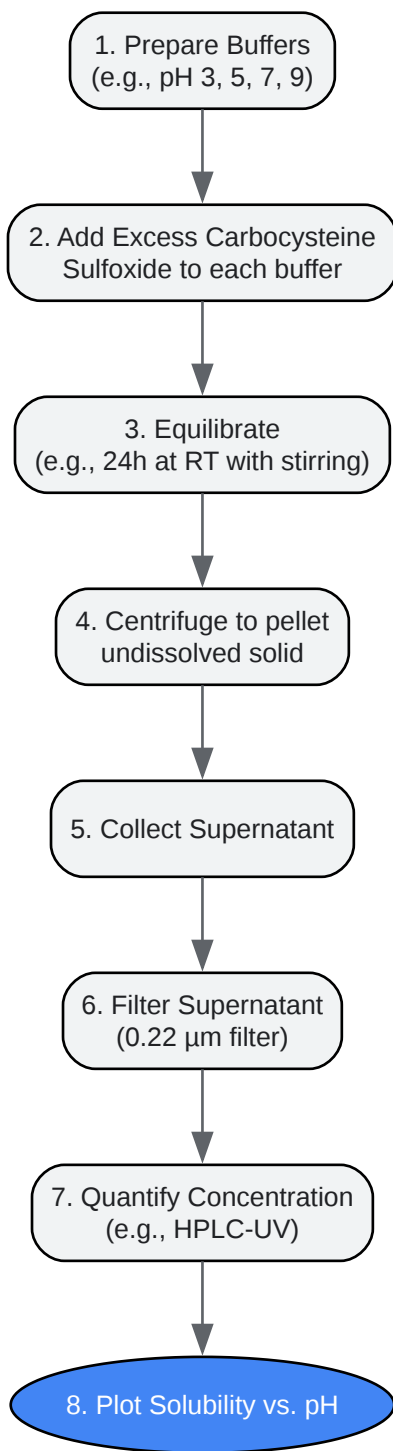 1. Prepare Buffers
(e.g., pH 3, 5, 7, 9)
2. Add Excess Carbocysteine
Sulfoxide to each buffer
3. Equilibrate
(e.g., 24h at RT with stirring)
4. Centrifuge to pellet
undissolved solid
5. Collect Supernatant
6. Filter Supernatant
(0.22 µm filter)
7. Quantify Concentration
(e.g., HPLC-UV)
8. Plot Solubility vs. pH